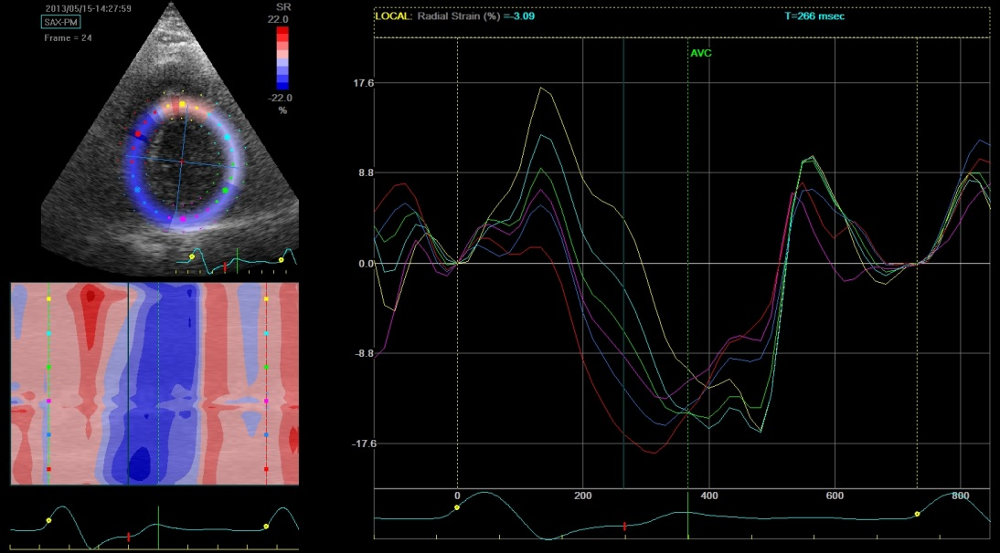 2013/05/15-14:27:59
SAX-PM
Frame = 24
SR
22.0
-22.0
%
LOCAL: Radial Strain (%) =-3.09
T=266 msec
AVC
17.6
8.8
0.0
-8.8
-17.6
0 200 400 600 800